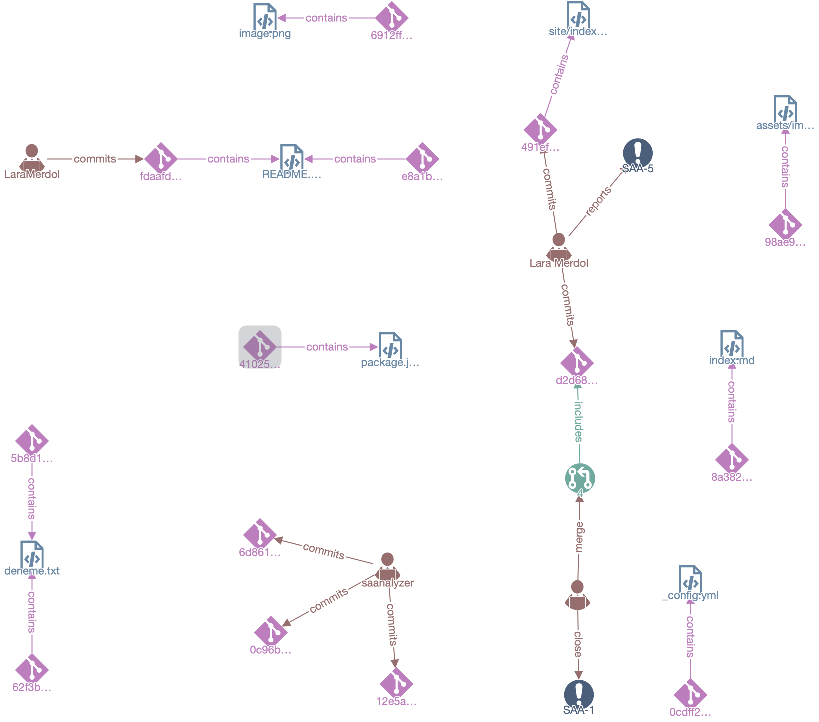 image.png
contains
6912ff...
site/index...
contains
491ef...
assets/im...
contains
98ae9...
LaraMerdol
commits
fdaafd...
contains
README....
contains
e8a1b...
SAA-5
reports
commits
Lara Merdol
commits
d2d68...
includes
4
merge
close
SAA-1
41025...
contains
package.j...
index.md
contains
8a382...
5b8d1...
contains
deneme.txt
contains
62f3b...
6d861...
commits
saanalyzer
commits
0c96b...
commits
12e5a...
_config.yml
contains
0cdff2...